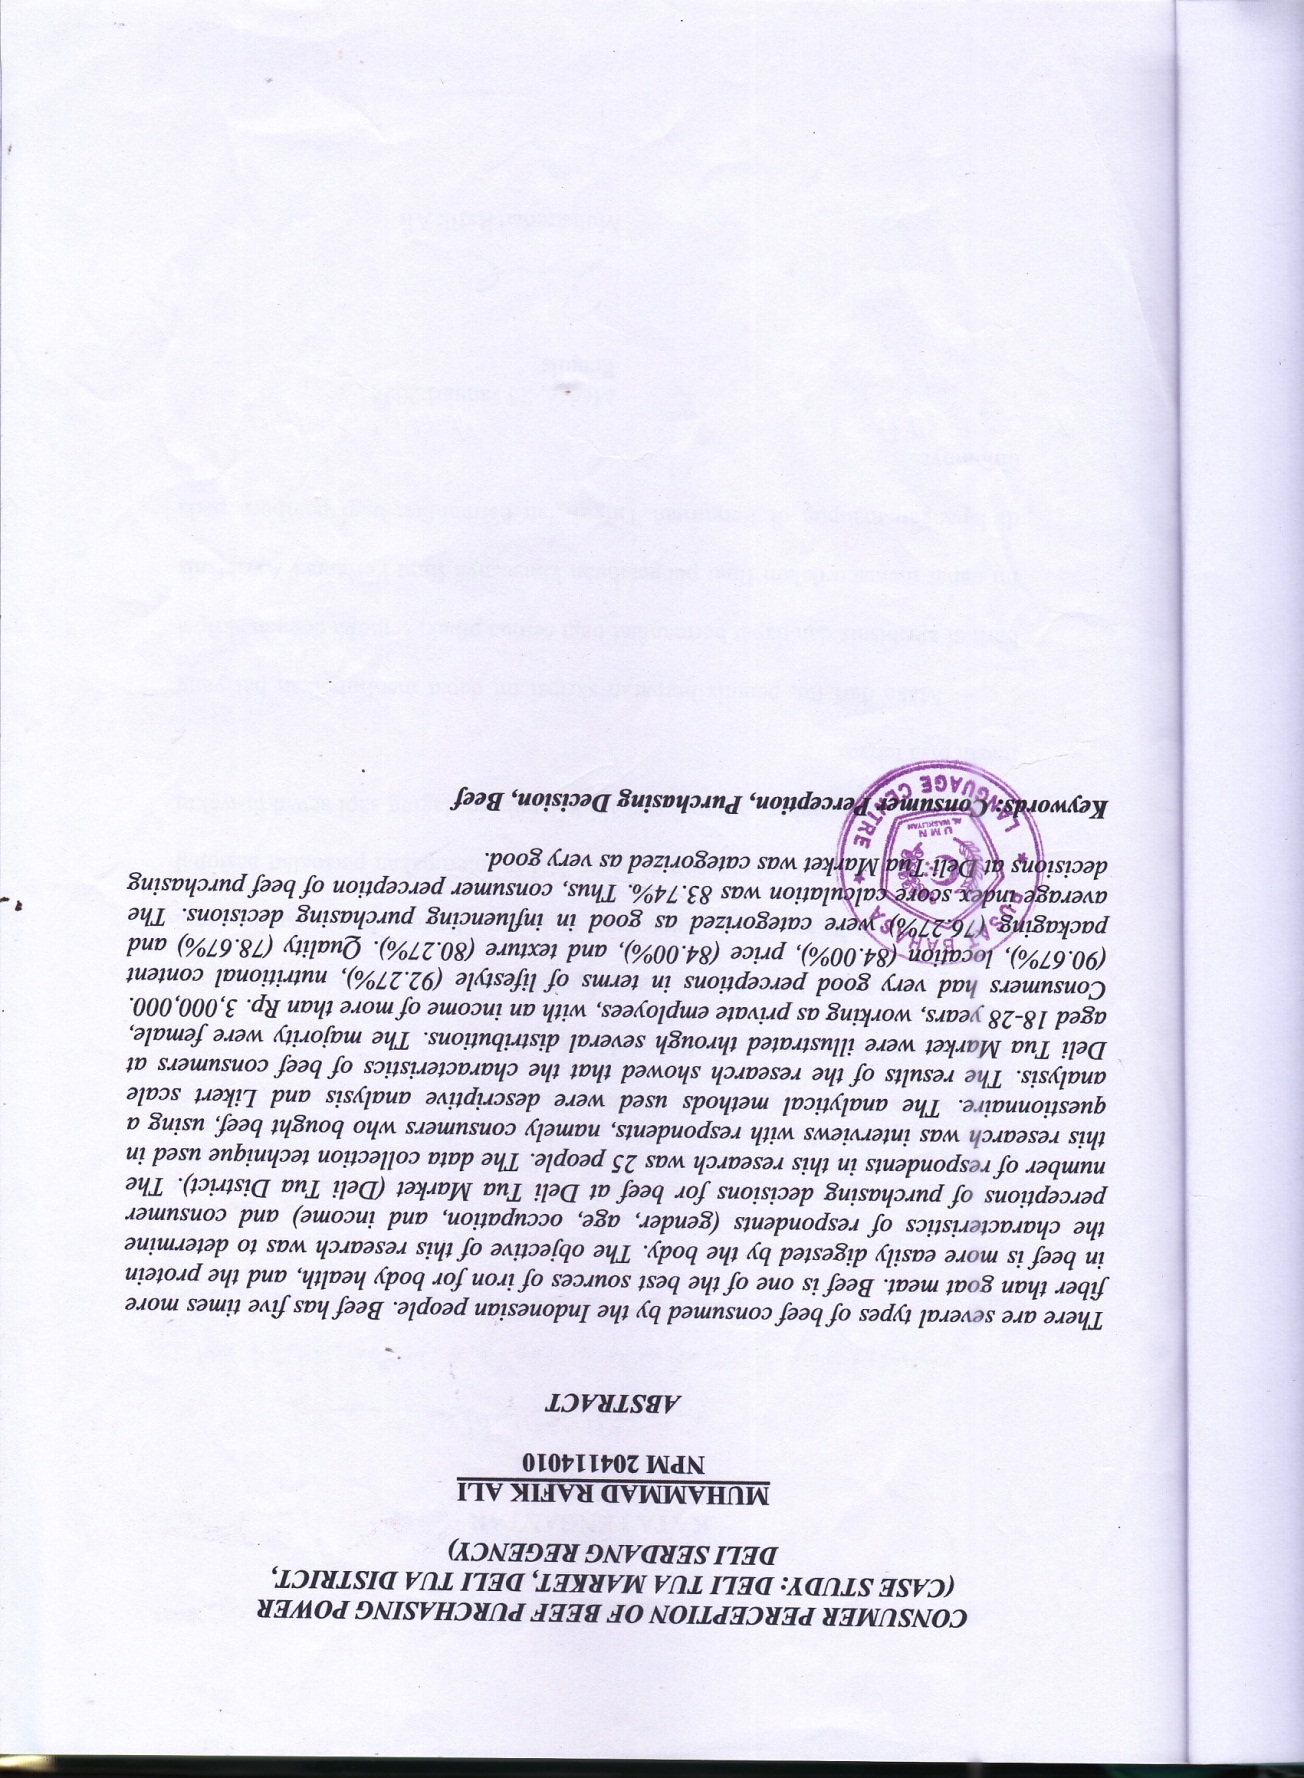 CONSUMER PERCEPTION OF BEEF PURCHASING POWER
(CASE STUDY: DELI TUA MARKET, DELI TUA DISTRICT,
DELI SERDANG REGENCY)
MUHAMMAD RAFIK ALI
NPM 204114010
ABSTRACT
There are several types of beef consumed by the Indonesian people. Beef has five times more
fiber than goat meat. Beef is one of the best sources of iron for body health, and the protein
in beef is more easily digested by the body. The objective of this research was to determine
the characteristics of respondents (gender, age, occupation, and income) and consumer
perceptions of purchasing decisions for beef at Deli Tua Market (Deli Tua District). The
number of respondents in this research was 25 people. The data collection technique used in
this research was interviews with respondents, namely consumers who bought beef, using a
questionnaire. The analytical methods used were descriptive analysis and Likert scale
analysis. The results of the research showed that the characteristics of beef consumers at
Deli Tua Market were illustrated through several distributions. The majority were female,
aged 18-28 years, working as private employees, with an income of more than Rp. 3,000,000.
Consumers had very good perceptions in terms of lifestyle (92.27%), nutritional content
(90.67%), location (84.00%), price (84.00%), and texture (80.27%). Quality (78.67%) and
packaging (76.27%) were categorized as good in influencing purchasing decisions. The
average index score calculation was 83.74%. Thus, consumer perception of beef purchasing
decisions at Deli Tua Market was categorized as very good.
Keywords: Consumer Perception, Purchasing Decision, Beef
PUSAT BAHASA
UMN
AL WASHLIYAH
LANGUAGE CENTRE